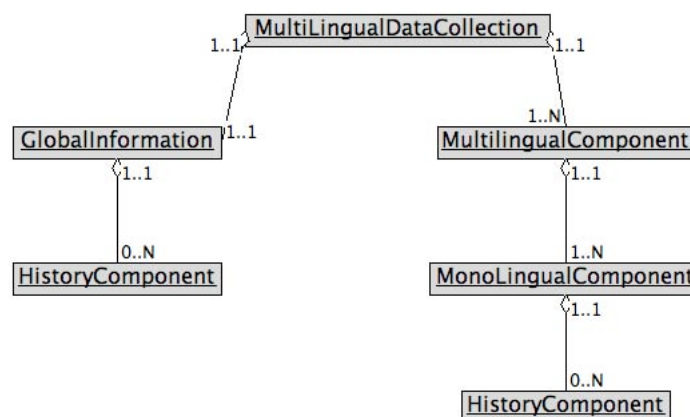 MultiLingualDataCollection
1..1
1..1
1..1
1..N
GlobalInformation
MultilingualComponent
1..1
1..1
0..N
1..N
HistoryComponent
MonoLingualComponent
1..1
0..N
HistoryComponent